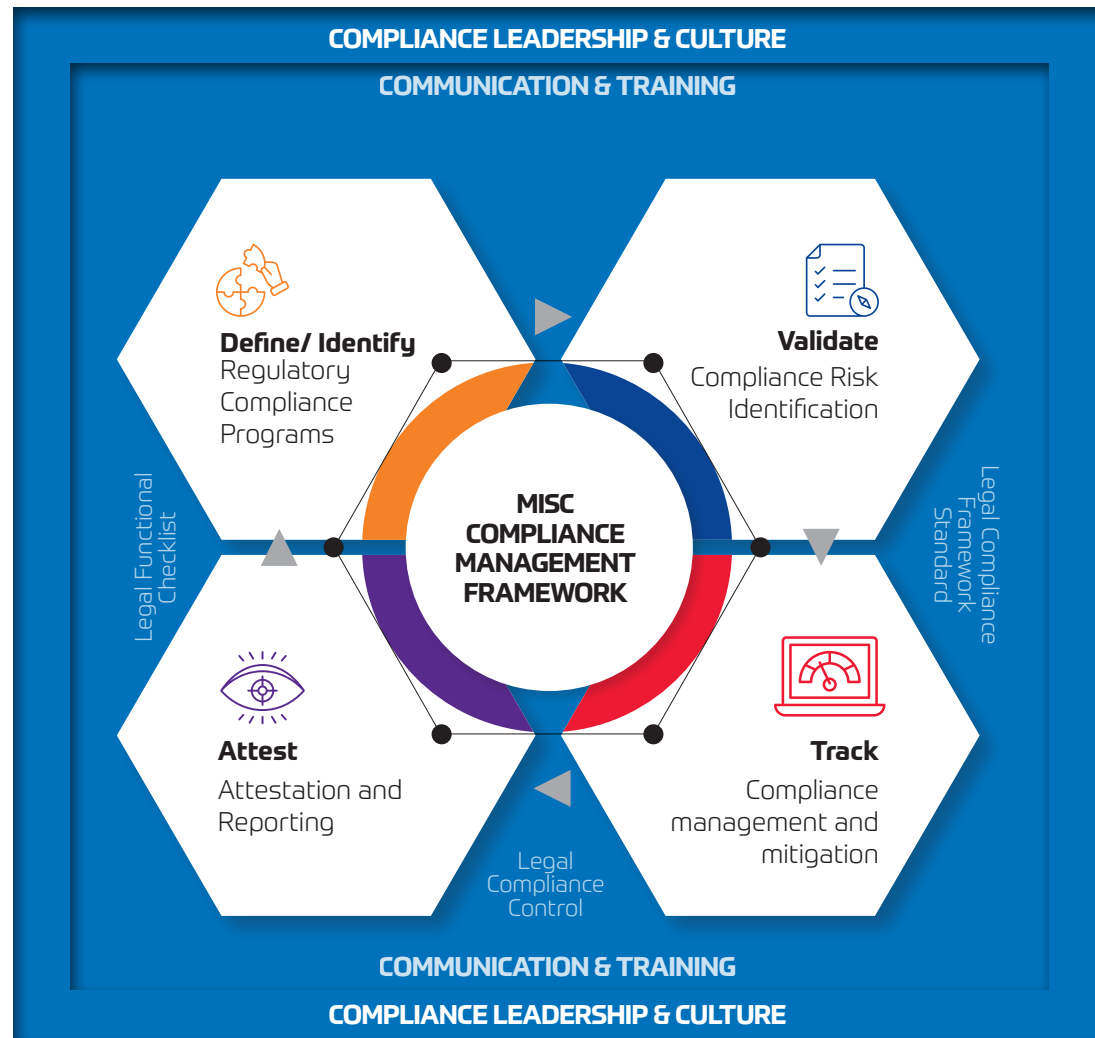 COMPLIANCE LEADERSHIP & CULTURE
COMMUNICATION & TRAINING
Define/ Identify
Regulatory
Compliance
Programs
Validate
Compliance Risk
Identification
Legal Functional
Checklist
MISC
COMPLIANCE
MANAGEMENT
FRAMEWORK
Legal Compliance
Framework
Standard
Attest
Attestation and
Reporting
Track
Compliance
management and
mitigation
Legal
Compliance
Control
COMMUNICATION & TRAINING
COMPLIANCE LEADERSHIP & CULTURE